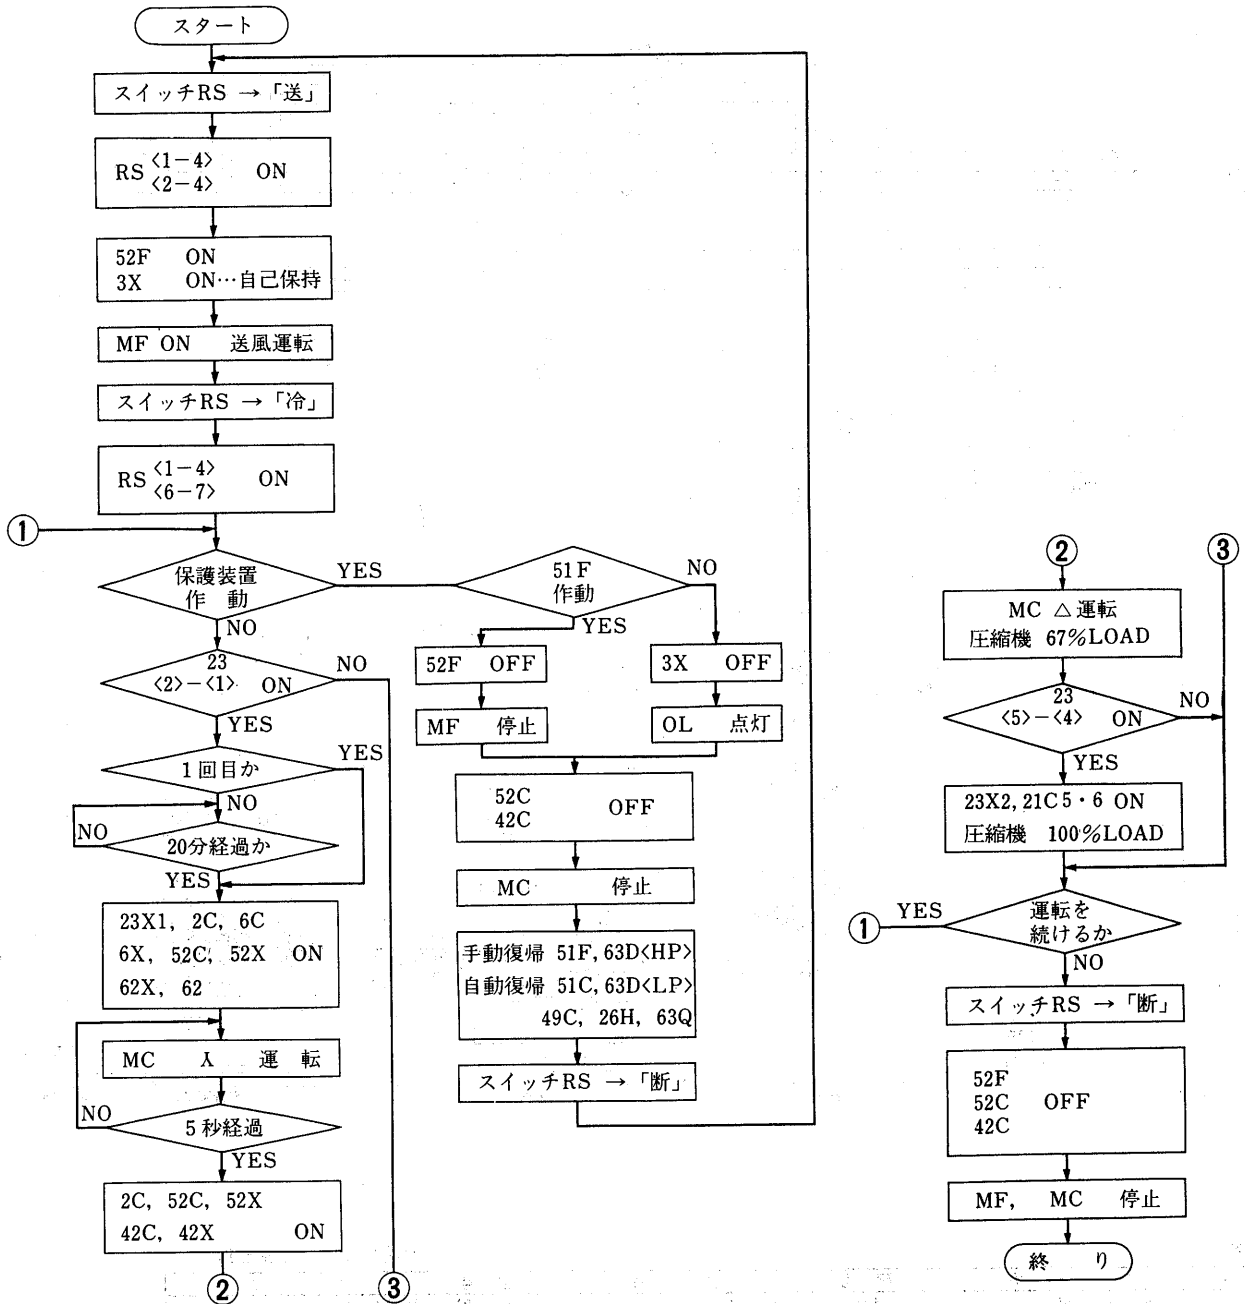 スタート
スイッチRS → 「送」
RS <1-4> <2-4> ON
52F ON
3X ON…自己保持
MF ON 送風運転
スイッチRS → 「冷」
RS <1-4> <6-7> ON
①
保護装置
作 動
YES
NO
51F
作動
NO
YES
23
<2>-<1> ON
NO
YES
52F OFF
3X OFF
MF 停止
OL 点灯
1回目か
YES
NO
20分経過か
NO
YES
52C
42C
OFF
MC 停止
23X1, 2C, 6C
6X, 52C, 52X ON
62X, 62
手動復帰 51F, 63D<HP>
自動復帰 51C, 63D<LP>
49C, 26H, 63Q
MC 人 運 転
スイッチRS → 「断」
5秒経過
NO
YES
2C, 52C, 52X
42C, 42X ON
②
③
②
③
MC △運転
圧縮機 67%LOAD
23
<5>-<4> ON
NO
YES
23X2, 21C5・6 ON
圧縮機 100%LOAD
運転を
続けるか
YES
①
NO
スイッチRS → 「断」
52F
52C OFF
42C
MF, MC 停止
終 り